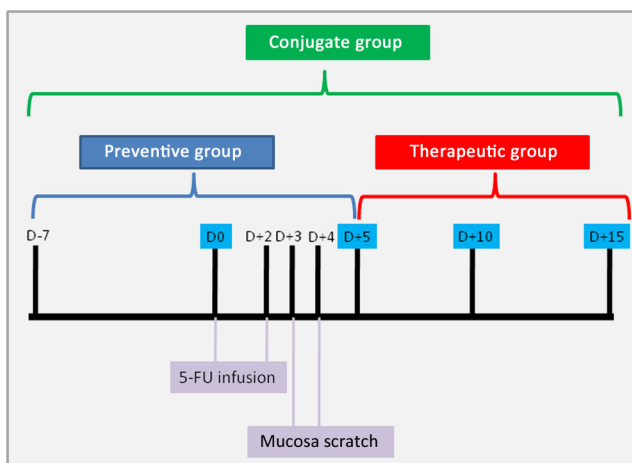 Conjugate group
Preventive group
Therapeutic group
D-7
D0
D+2
D+3
D+4
D+5
D+10
D+15
5-FU infusion
Mucosa scratch